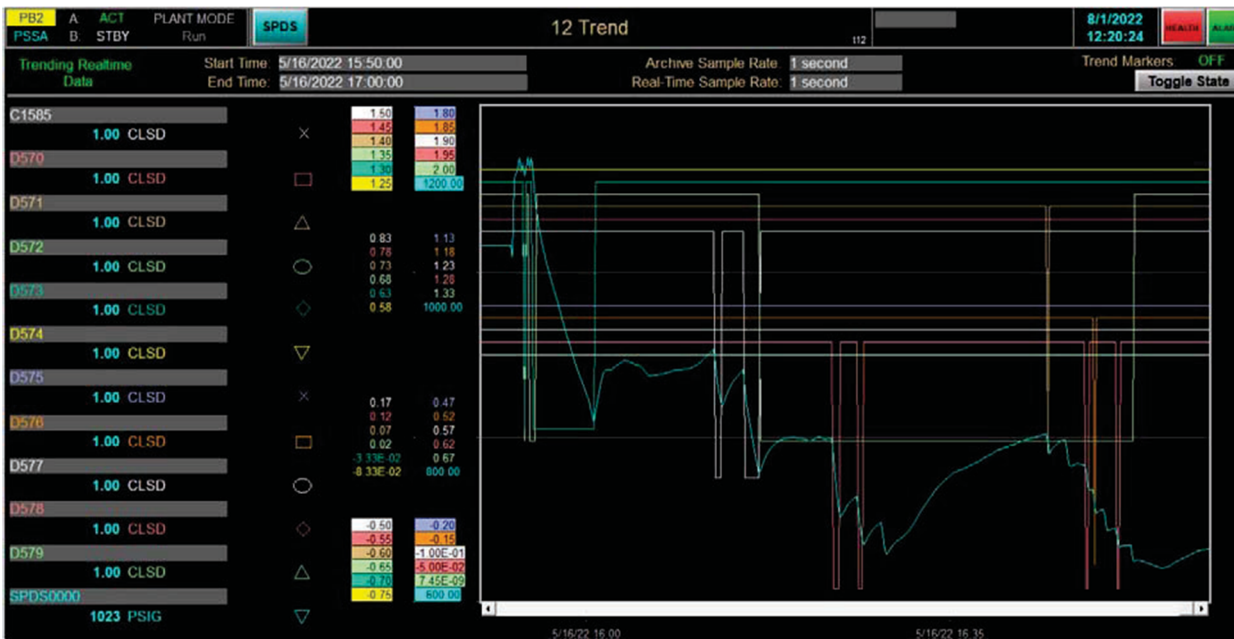 PB2 A: ACT PLANT MODE
PSSA B: STBY Run
SPDS
12 Trend
t12
8/1/2022
12:20:24
HEALTH
ALAR
Trending Realtime
Data
Start Time: 5/16/2022 15:50:00
End Time: 5/16/2022 17:00:00
Archive Sample Rate: 1 second
Real-Time Sample Rate: 1 second
Trend Markers OFF
Toggle State
C1585
1.00 CLSD
D570
1.00 CLSD
D571
1.00 CLSD
D572
1.00 CLSD
D573
1.00 CLSD
D574
1.00 CLSD
D575
1.00 CLSD
D576
1.00 CLSD
D577
1.00 CLSD
D578
1.00 CLSD
D579
1.00 CLSD
SPDS0000
1023 PSIG
1.50 1.80
1.45 1.85
1.40 1.90
1.35 1.95
1.30 2.00
1.25 1200.00
0.83 1.13
0.78 1.18
0.73 1.23
0.68 1.28
0.63 1.33
0.58 1000.00
0.17 0.47
0.12 0.52
0.07 0.57
0.02 0.62
-3.33E-02 0.67
-8.33E-02 800.00
-0.50 -0.20
-0.55 -0.15
-0.60 -1.00E-01
-0.65 -5.00E-02
-0.70 7.45E-09
-0.75 600.00
5/16/22 16:00
5/16/22 16:35